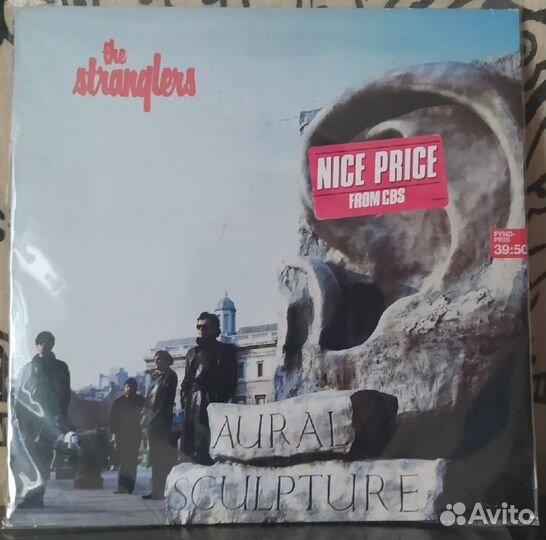 the
stranglers
NICE PRICE
FROM CBS
FYND-
PRIS
39:50
AURAL
SCULPTURE
Avito